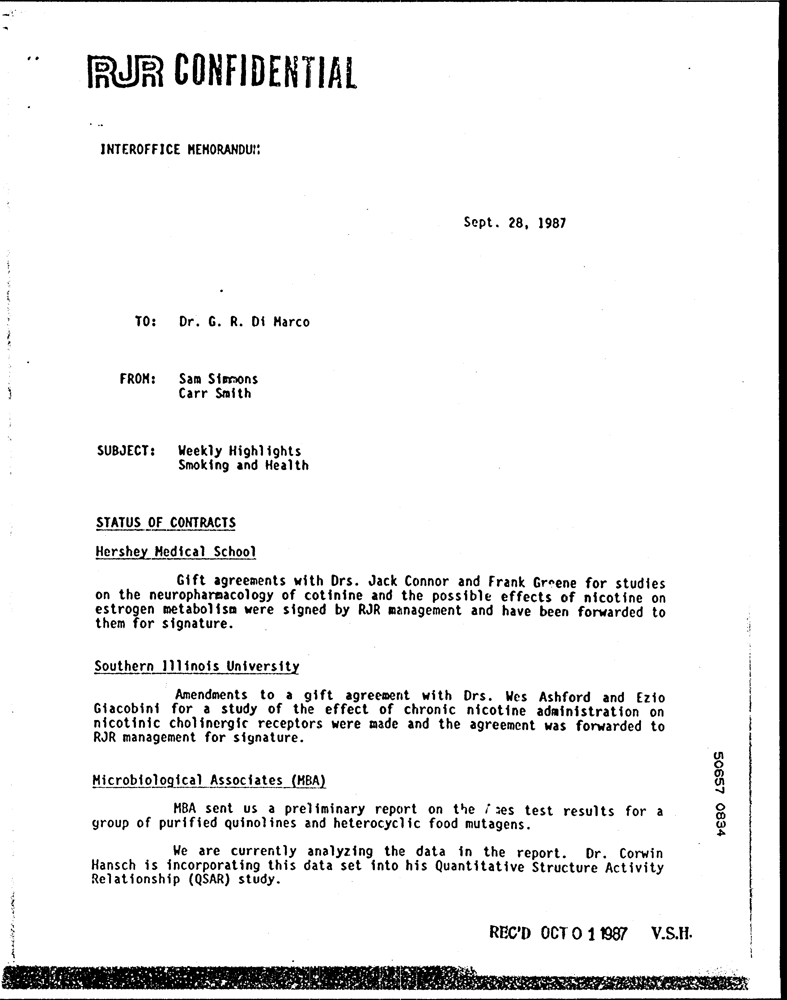 RJR CONFIDENTIAL
INTEROFFICE MEMORANDUM
Sept. 28, 1987
TO: Dr. G. R. Di Marco
FROM: Sam Simmons
Carr Smith
SUBJECT: Weekly Highlights
Smoking and Health
STATUS OF CONTRACTS
Hershey Medical School
Gift agreements with Drs. Jack Connor and Frank Greene for studies
on the neuropharmacology of cotinine and the possible effects of nicotine on
estrogen metabolism were signed by RJR management and have been forwarded to
them for signature.
Southern Illinois University
Amendments to a gift agreement with Drs. Wes Ashford and Ezio
Giacobini for a study of the effect of chronic nicotine administration on
nicotinic cholinergic receptors were made and the agreement was forwarded to
RJR management for signature.
Microbiological Associates (MBA)
MBA sent us a preliminary report on the Ames test results for a
group of purified quinolines and heterocyclic food mutagens.
We are currently analyzing the data in the report. Dr. Corwin
Hansch is incorporating this data set into his Quantitative Structure Activity
Relationship (QSAR) study.
50657 0834
REC'D OCT 0 1 1987 V.S.H.